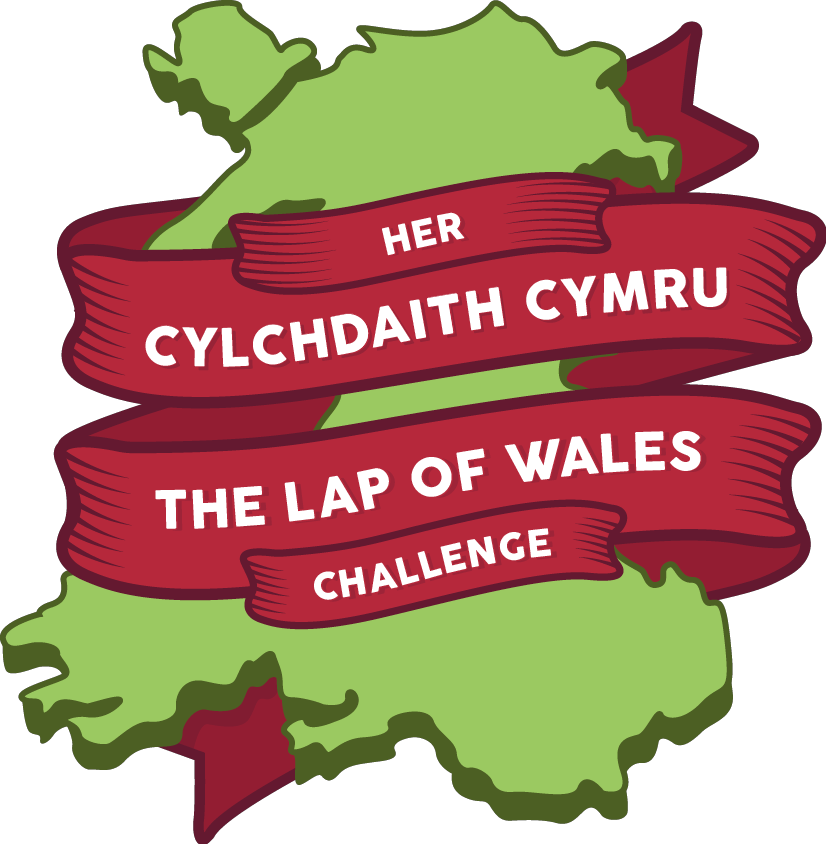 HER
CYLCHDAITH CYMRU
THE LAP OF WALES
CHALLENGE